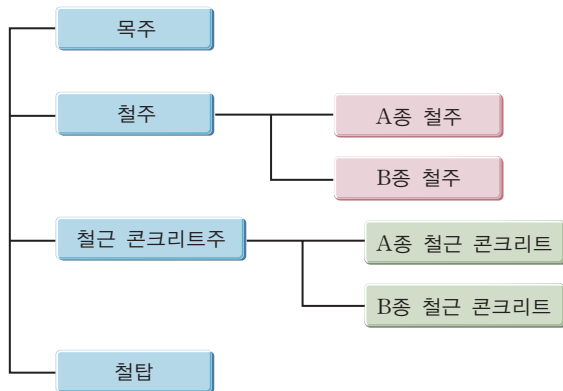 목주
철주
A종 철주
B종 철주
철근 콘크리트주
A종 철근 콘크리트
B종 철근 콘크리트
철탑